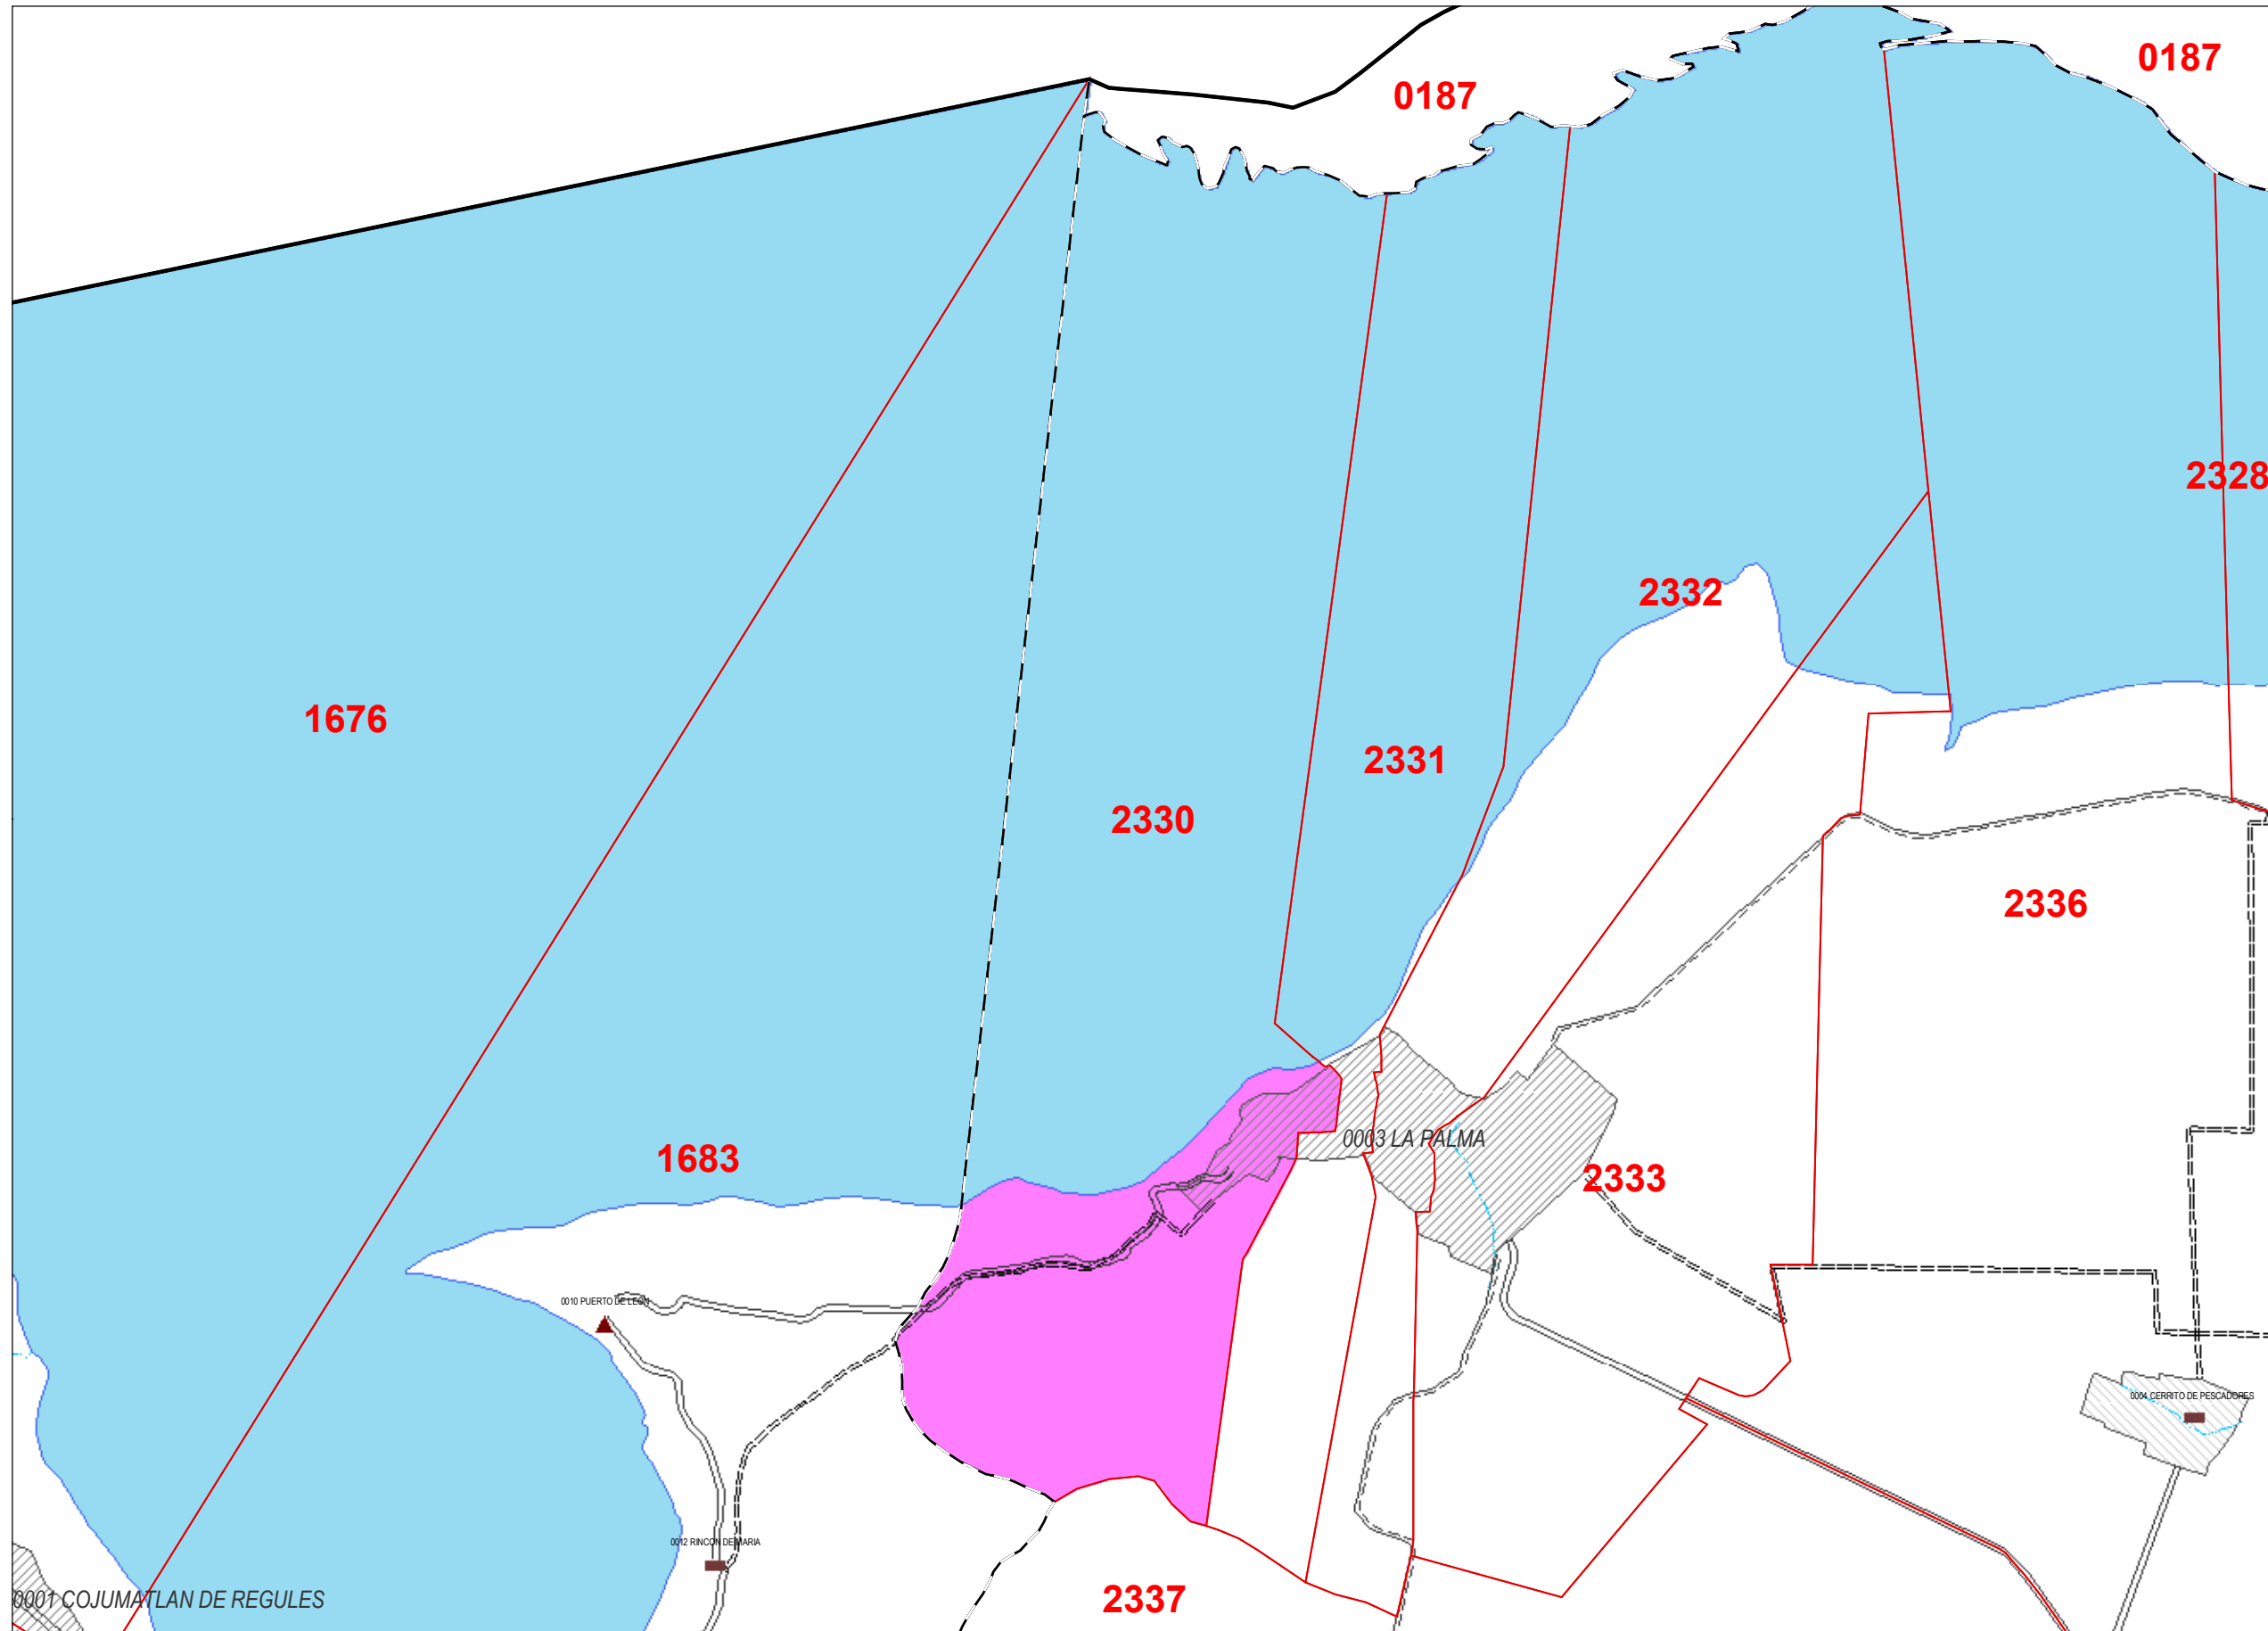 0187
0187
2328
2332
1676
2331
2330
2336
0003 LA PALMA
1683
2333
0010 PUERTO DE LEON
0004 CERRITO DE PESCADORES
0012 RINCON DE MARIA
0001 COJUMATLAN DE REGULES
2337